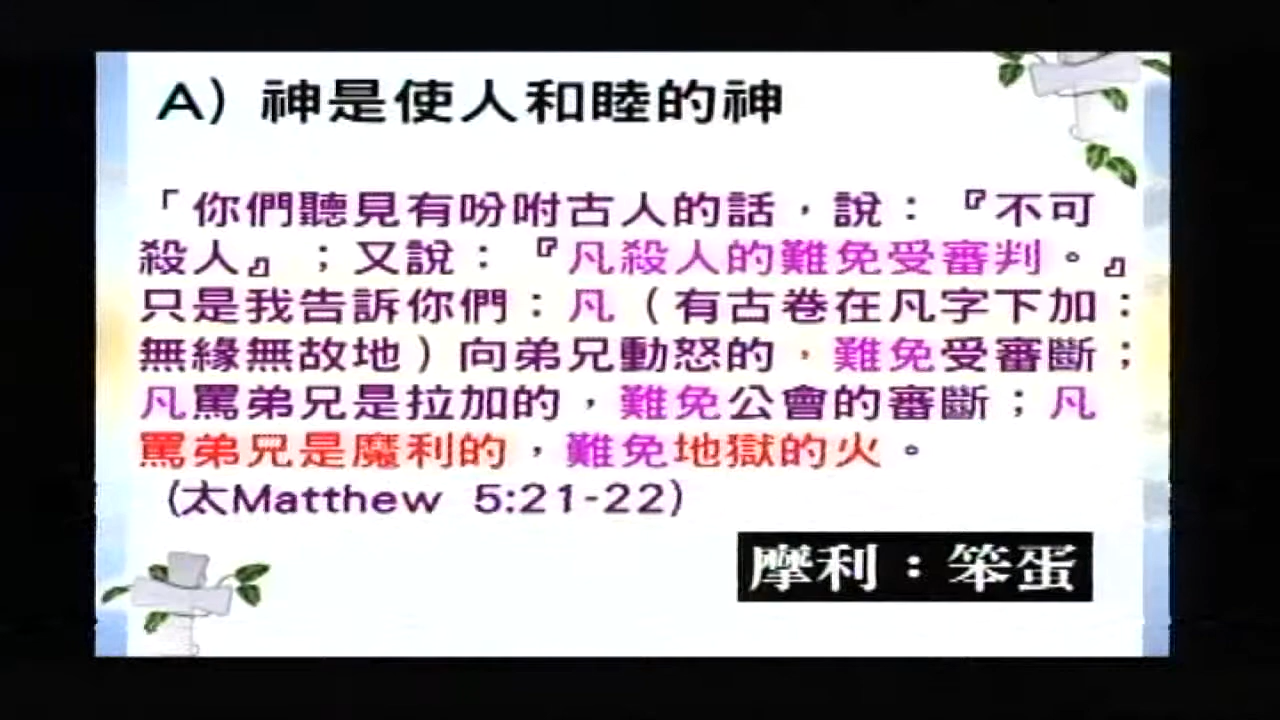 A）神是使人和睦的神
「你們聽見有吩咐古人的話，說：『不可
殺人』；又說：『凡殺人的難免受審判。』
只是我告訴你們：凡（有古卷在凡字下加：
無緣無故地）向弟兄動怒的，難免受審斷；
凡罵弟兄是拉加的，難免公會的審斷；凡
罵弟兄是魔利的，難免地獄的火。
(太Matthew 5:21-22)
摩利：笨蛋